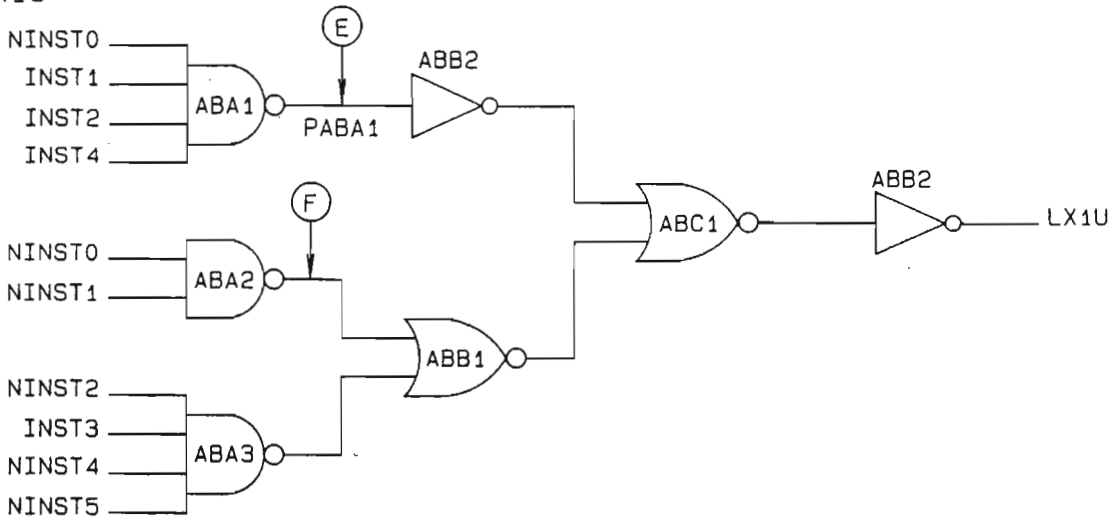 NINST0
INST1
INST2
INST4
ABA1
E
PABA1
ABB2
F
NINST0
NINST1
ABA2
NINST2
INST3
NINST4
NINST5
ABA3
ABB1
ABC1
ABB2
LX1U